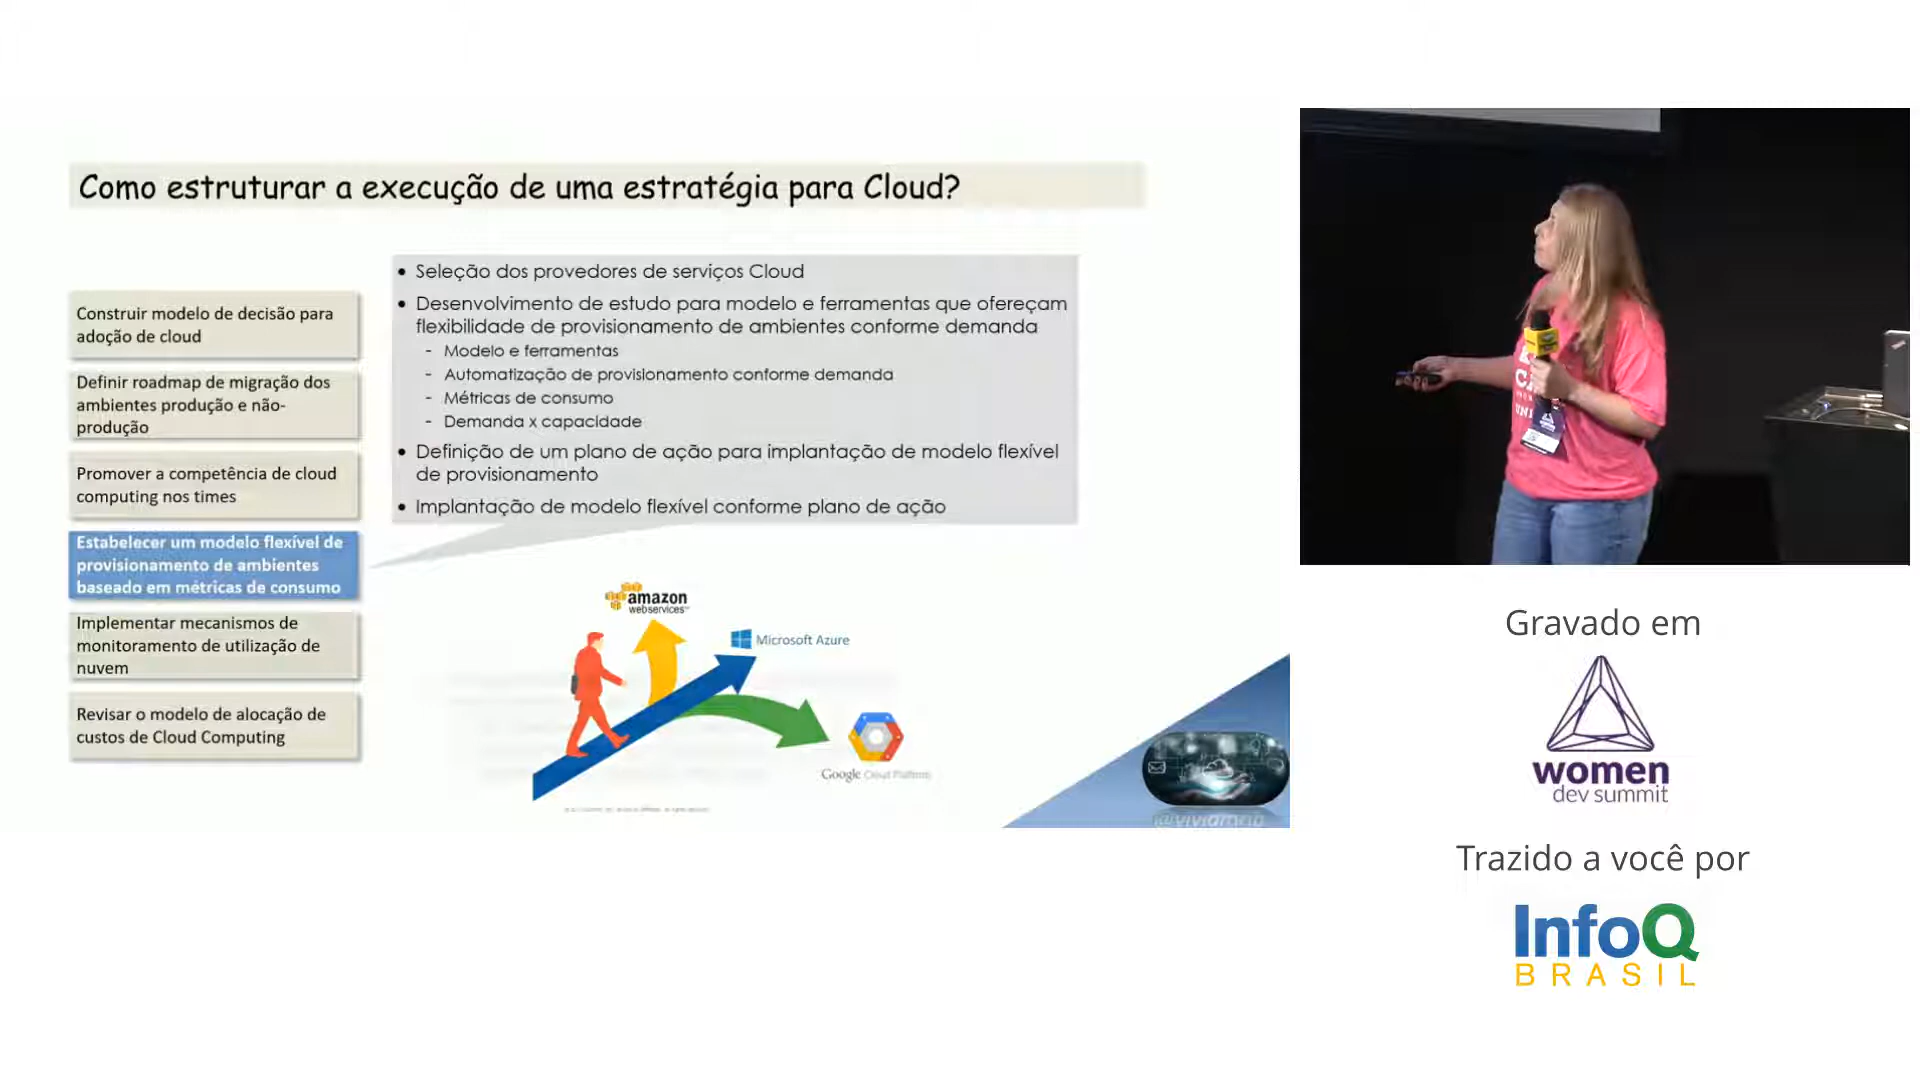 Como estruturar a execução de uma estratégia para Cloud?
Construir modelo de decisão para
adoção de cloud
Definir roadmap de migração dos
ambientes produção e não-
produção
Promover a competência de cloud
computing nos times
Estabelecer um modelo flexível de
provisionamento de ambientes
baseado em métricas de consumo
Implementar mecanismos de
monitoramento de utilização de
nuvem
Revisar o modelo de alocação de
custos de Cloud Computing
• Seleção dos provedores de serviços Cloud
• Desenvolvimento de estudo para modelo e ferramentas que ofereçam
flexibilidade de provisionamento de ambientes conforme demanda
- Modelo e ferramentas
- Automatização de provisionamento conforme demanda
- Métricas de consumo
- Demanda x capacidade
• Definição de um plano de ação para implantação de modelo flexível
de provisionamento
• Implantação de modelo flexível conforme plano de ação
amazon
webservices™
Microsoft Azure
Google Cloud Platform
Gravado em
women
dev summit
Trazido a você por
InfoQ
BRASIL